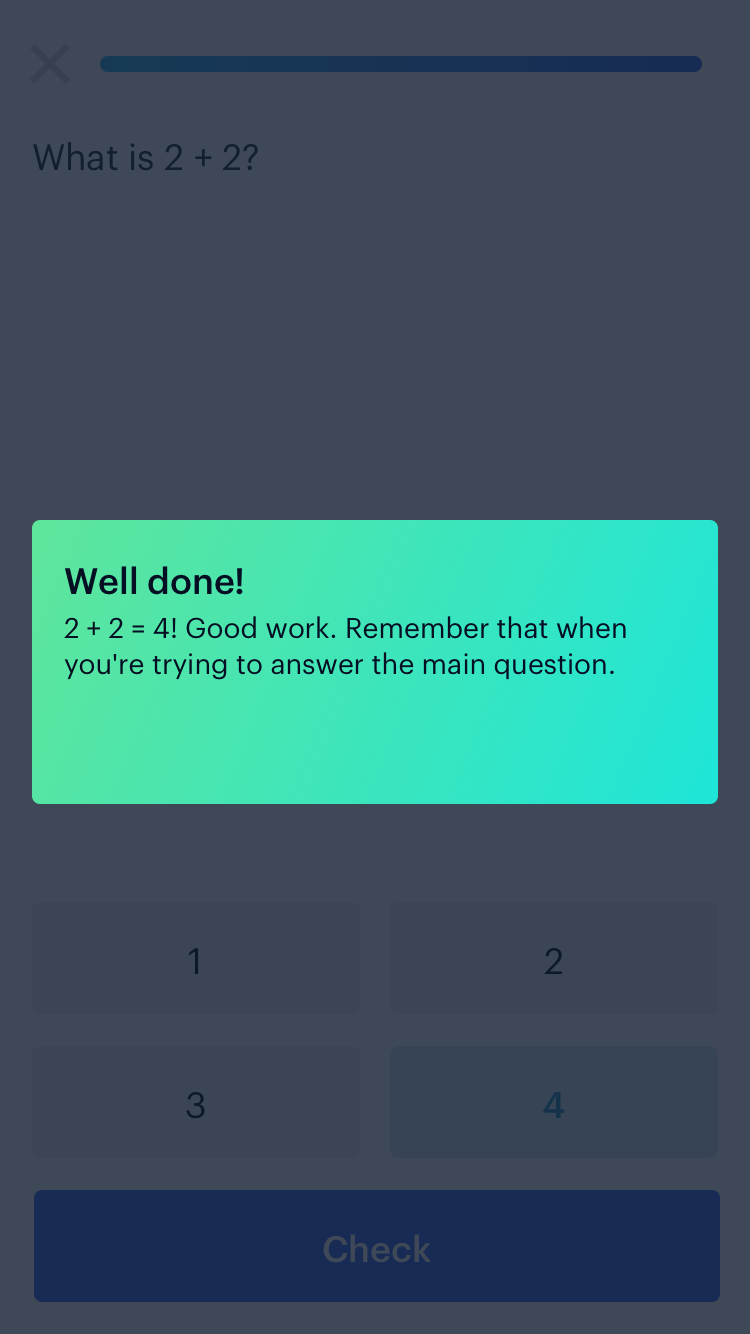 What is 2 + 2?
Well done!
2 + 2 = 4! Good work. Remember that when
you're trying to answer the main question.
1
2
3
4
Check